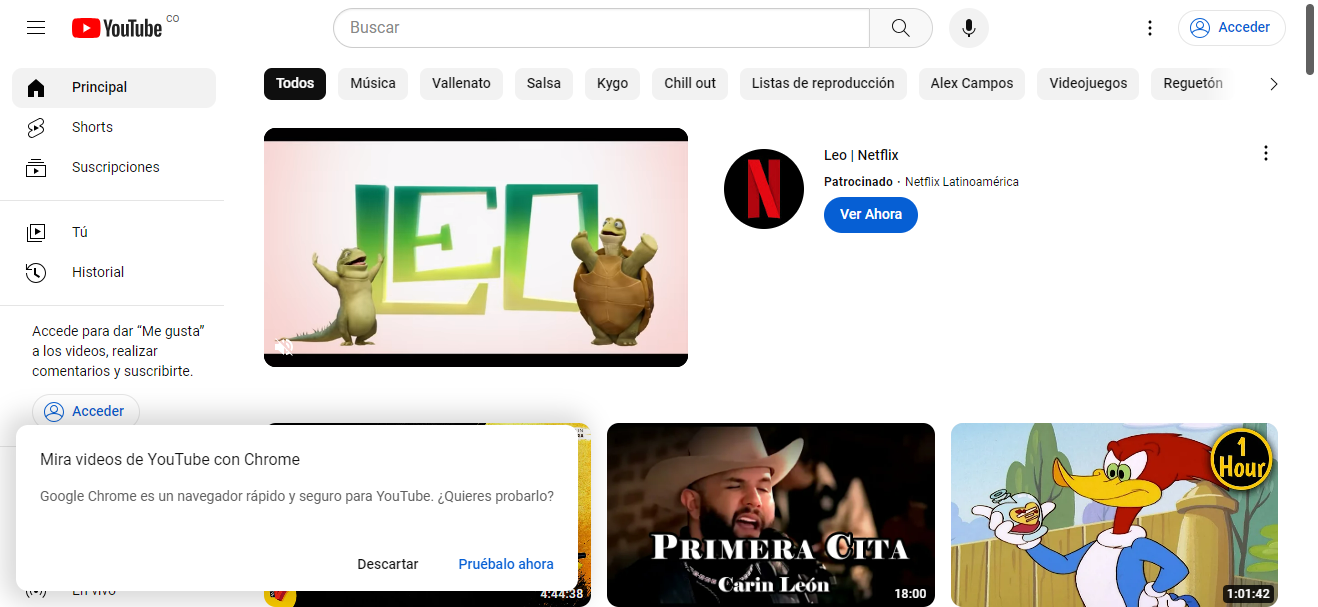 YouTube CO
Buscar
Acceder
Principal
Shorts
Suscripciones
Tú
Historial
Accede para dar “Me gusta”
a los videos, realizar
comentarios y suscribirte.
Acceder
En vivo
Todos
Música
Vallenato
Salsa
Kygo
Chill out
Listas de reproducción
Alex Campos
Videojuegos
Reguetón
LEO
N
Leo | Netflix
Patrocinado · Netflix Latinoamérica
Ver Ahora
Mira videos de YouTube con Chrome
Google Chrome es un navegador rápido y seguro para YouTube. ¿Quieres probarlo?
Descartar
Pruébalo ahora
4:44:38
PRIMERA CITA
Carin León
18:00
1
Hour
1:01:42